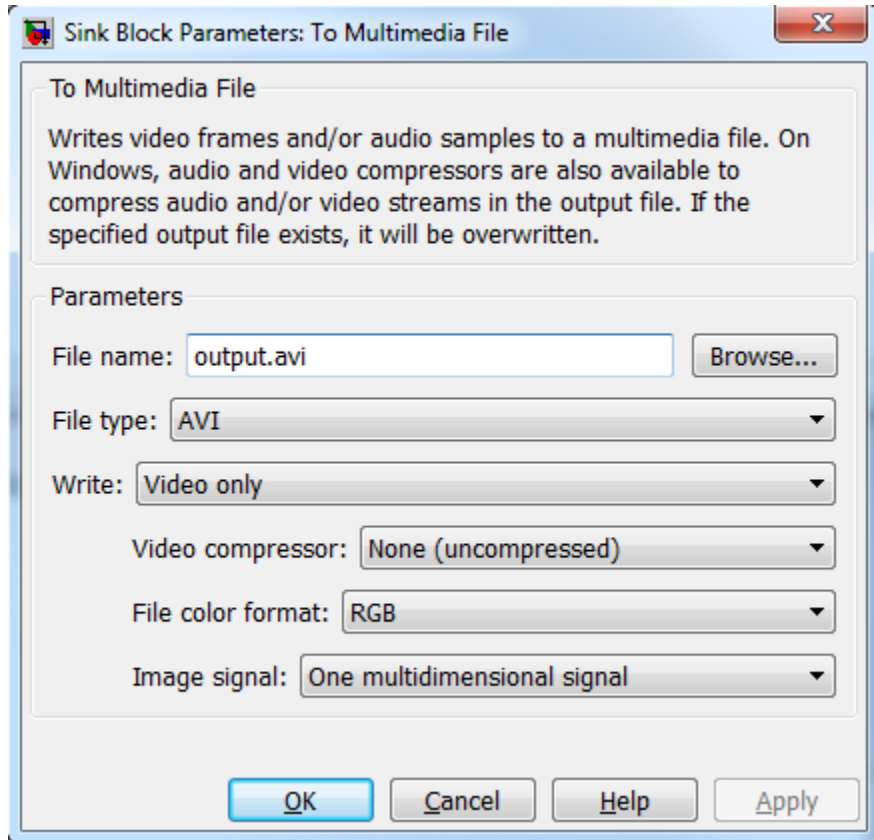 Sink Block Parameters: To Multimedia File
To Multimedia File
Writes video frames and/or audio samples to a multimedia file. On
Windows, audio and video compressors are also available to
compress audio and/or video streams in the output file. If the
specified output file exists, it will be overwritten.
Parameters
File name: output.avi Browse...
File type: AVI
Write: Video only
Video compressor: None (uncompressed)
File color format: RGB
Image signal: One multidimensional signal
OK Cancel Help Apply